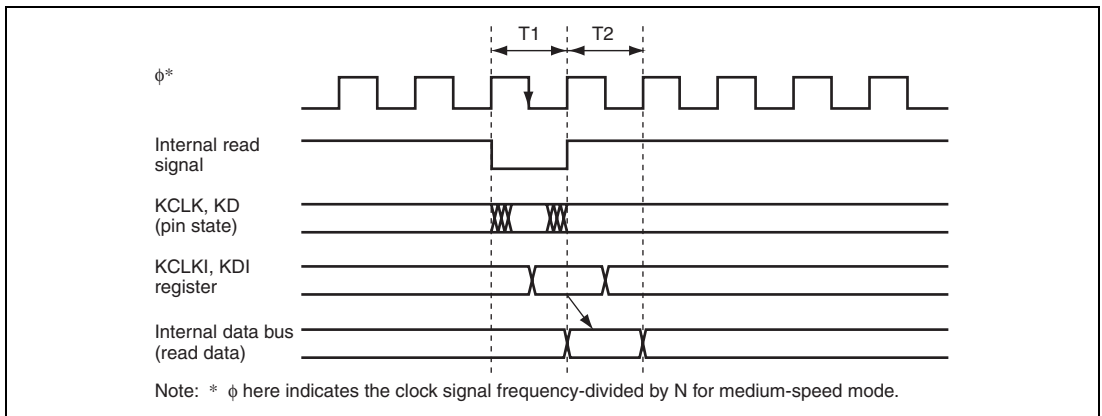 T1 T2
ϕ*
Internal read
signal
KCLK, KD
(pin state)
KCLKI, KDI
register
Internal data bus
(read data)
Note: * ϕ here indicates the clock signal frequency-divided by N for medium-speed mode.